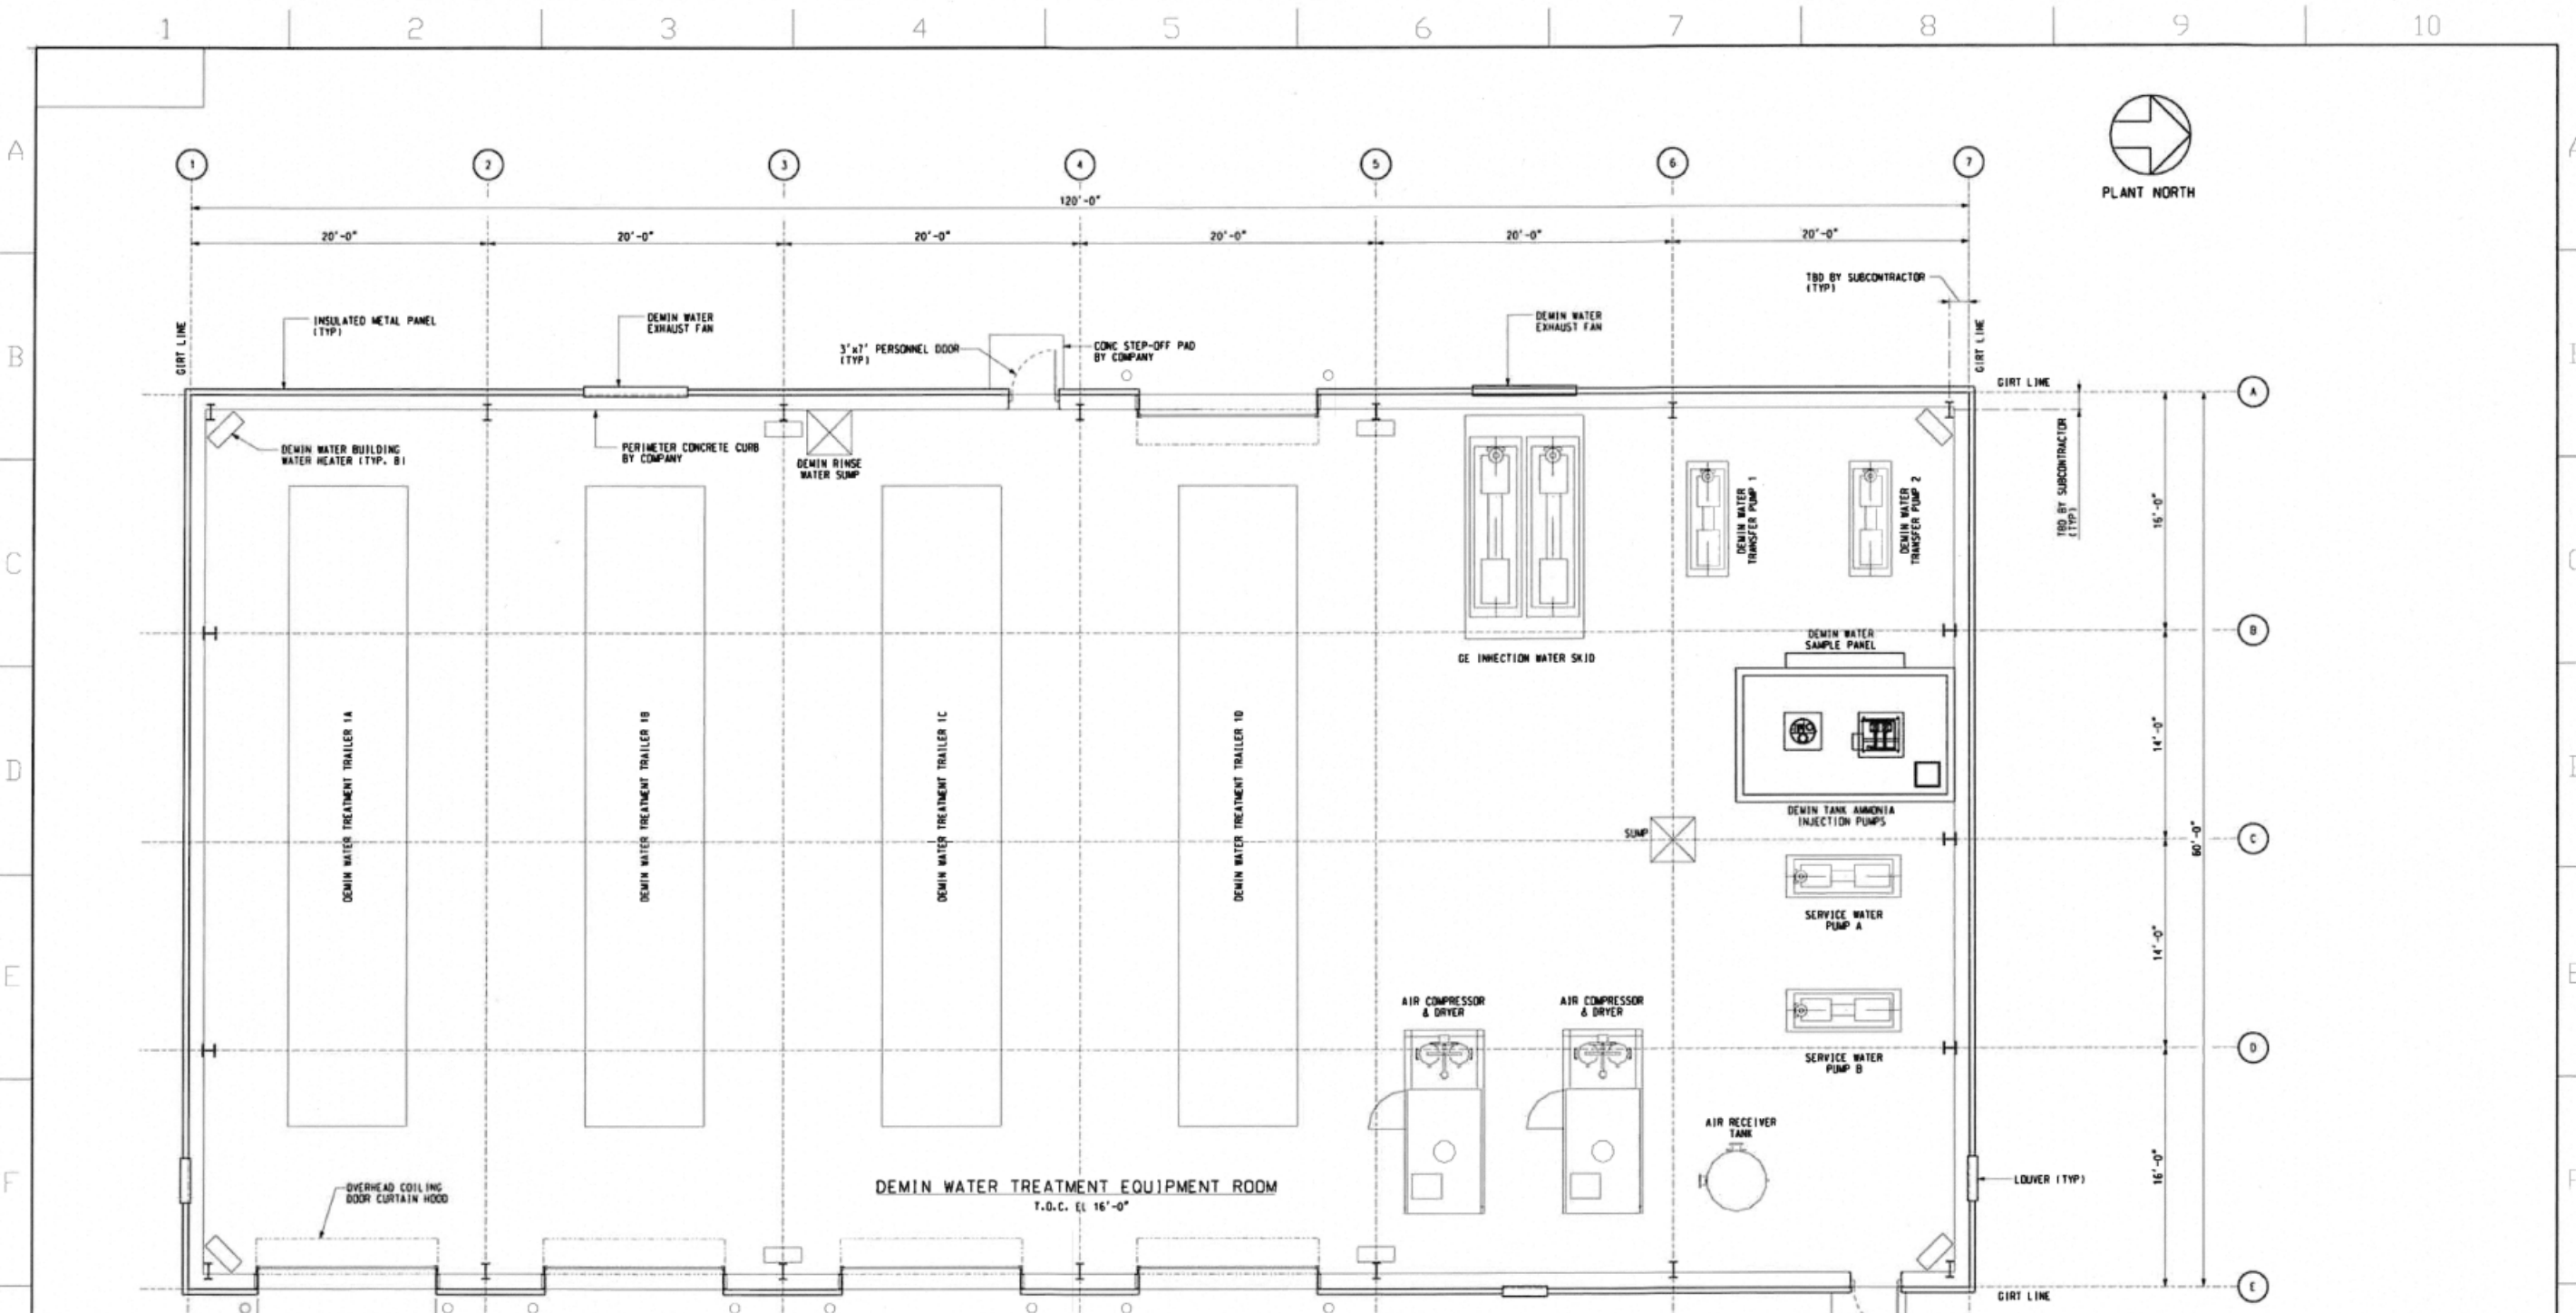 1 2 3 4 5 6 7 8 9 10
A
PLANT NORTH
1 2 3 4 5 6 7
120'-0"
20'-0" 20'-0" 20'-0" 20'-0" 20'-0" 20'-0"
TBD BY SUBCONTRACTOR
(TYP)
B
GIRT LINE
INSULATED METAL PANEL
(TYP)
DEMIN WATER
EXHAUST FAN
3'x7' PERSONNEL DOOR
(TYP)
CONC STEP-OFF PAD
BY COMPANY
DEMIN WATER
EXHAUST FAN
GIRT LINE
GIRT LINE
A
DEMIN WATER BUILDING
WATER HEATER (TYP. 8)
PERIMETER CONCRETE CURB
BY COMPANY
DEMIN RINSE
WATER SUMP
TBD BY SUBCONTRACTOR
(TYP)
C
DEMIN WATER
TRANSFER PUMP 1
DEMIN WATER
TRANSFER PUMP 2
16'-0"
B
GE INHECTION WATER SKID
DEMIN WATER
SAMPLE PANEL
D
DEMIN WATER TREATMENT TRAILER 1A
DEMIN WATER TREATMENT TRAILER 1B
DEMIN WATER TREATMENT TRAILER 1C
DEMIN WATER TREATMENT TRAILER 1D
14'-0"
DEMIN TANK AMMONIA
INJECTION PUMPS
SUMP
60'-0"
C
SERVICE WATER
PUMP A
14'-0"
E
AIR COMPRESSOR
& DRYER
AIR COMPRESSOR
& DRYER
SERVICE WATER
PUMP B
D
AIR RECEIVER
TANK
F
OVERHEAD COILING
DOOR CURTAIN HOOD
DEMIN WATER TREATMENT EQUIPMENT ROOM
T.O.C. EL 16'-0"
16'-0"
LOUVER (TYP)
GIRT LINE
E